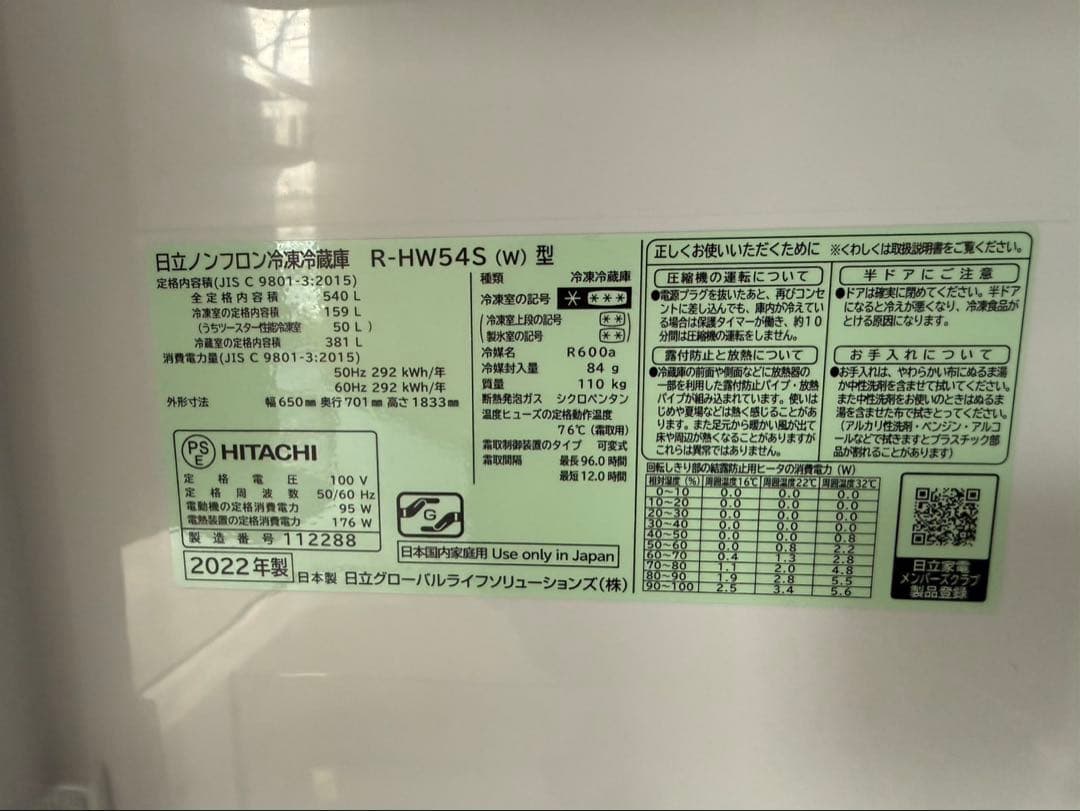 日立ノンフロン冷凍冷蔵庫 R-HW54S (W) 型
定格内容積(JIS C 9801-3:2015)
全定格内容積 540 L
冷凍室の定格内容積 159 L
(うちツースター性能冷凍室 50 L )
冷蔵室の定格内容積 381 L
消費電力量(JIS C 9801-3:2015)
50Hz 292 kWh/年
60Hz 292 kWh/年
外形寸法 幅650㎜ 奥行701㎜ 高さ1833㎜
PS
E
HITACHI
定格電圧 100 V
定格周波数 50/60 Hz
電動機の定格消費電力 95 W
電熱装置の定格消費電力 176 W
製造番号 112288
2022年製
日本製 日立グローバルライフソリューションズ(株)
種類 冷凍冷蔵庫
冷凍室の記号 * ***
(冷凍室上段の記号 **)
(製氷室の記号 **)
冷媒名 R600a
冷媒封入量 84 g
質量 110 kg
断熱発泡ガス シクロペンタン
温度ヒューズの定格動作温度
76℃(霜取用)
霜取制御装置のタイプ 可変式
霜取間隔 最長96.0時間
最短12.0時間
G
日本国内家庭用 Use only in Japan
正しくお使いいただくために ※くわしくは取扱説明書をご覧ください。
圧縮機の運転について
●電源プラグを抜いたあと、再びコンセ
ントに差し込んでも、庫内が冷えてい
る場合は保護タイマーが働き、約10
分間は圧縮機の運転をしません。
露付防止と放熱について
●冷蔵庫の前面や側面などに放熱器の
一部を利用した露付防止パイプ・放熱
パイプが組み込まれています。使いは
じめや夏場などは熱く感じることがあ
ります。また足元から暖かい風が出て
床や周辺が熱くなることがありますが
これらは異常ではありません。
半ドアにご注意
●ドアは確実に閉めてください。半ドア
になると冷えが悪くなり、冷凍食品が
とける原因になります。
お手入れについて
●お手入れは、やわらかい布にぬるま湯
か中性洗剤を含ませて拭いてください。
また中性洗剤をお使いのときはぬるま
湯を含ませた布で拭きとってください。
(アルカリ性洗剤・ベンジン・アルコ
ールなどで拭きますとプラスチック部
品が割れることがあります)
回転しきり部の結露防止用ヒータの消費電力 (W)
相対湿度 (%) 周囲温度16℃ 周囲温度22℃ 周囲温度32℃
0～10 0.0 0.0 0.0
10～20 0.0 0.0 0.0
20～30 0.0 0.0 0.0
30～40 0.0 0.0 0.0
40～50 0.0 0.0 0.8
50～60 0.0 0.8 2.2
60～70 0.4 1.3 2.8
70～80 1.1 2.0 4.8
80～90 1.9 2.8 5.5
90～100 2.5 3.4 5.6
日立家電
メンバーズクラブ
製品登録